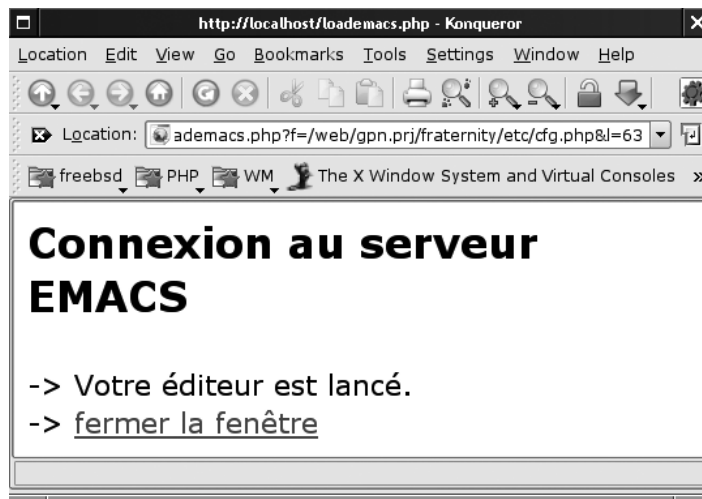 http://localhost/loademacs.php - Konqueror
Location Edit View Go Bookmarks Tools Settings Window Help
Location: ademacs.php?f=/web/gpn.prj/fraternity/etc/cfg.php&l=63
freebsd PHP WM The X Window System and Virtual Consoles »
Connexion au serveur
EMACS
-> Votre éditeur est lancé.
-> fermer la fenêtre